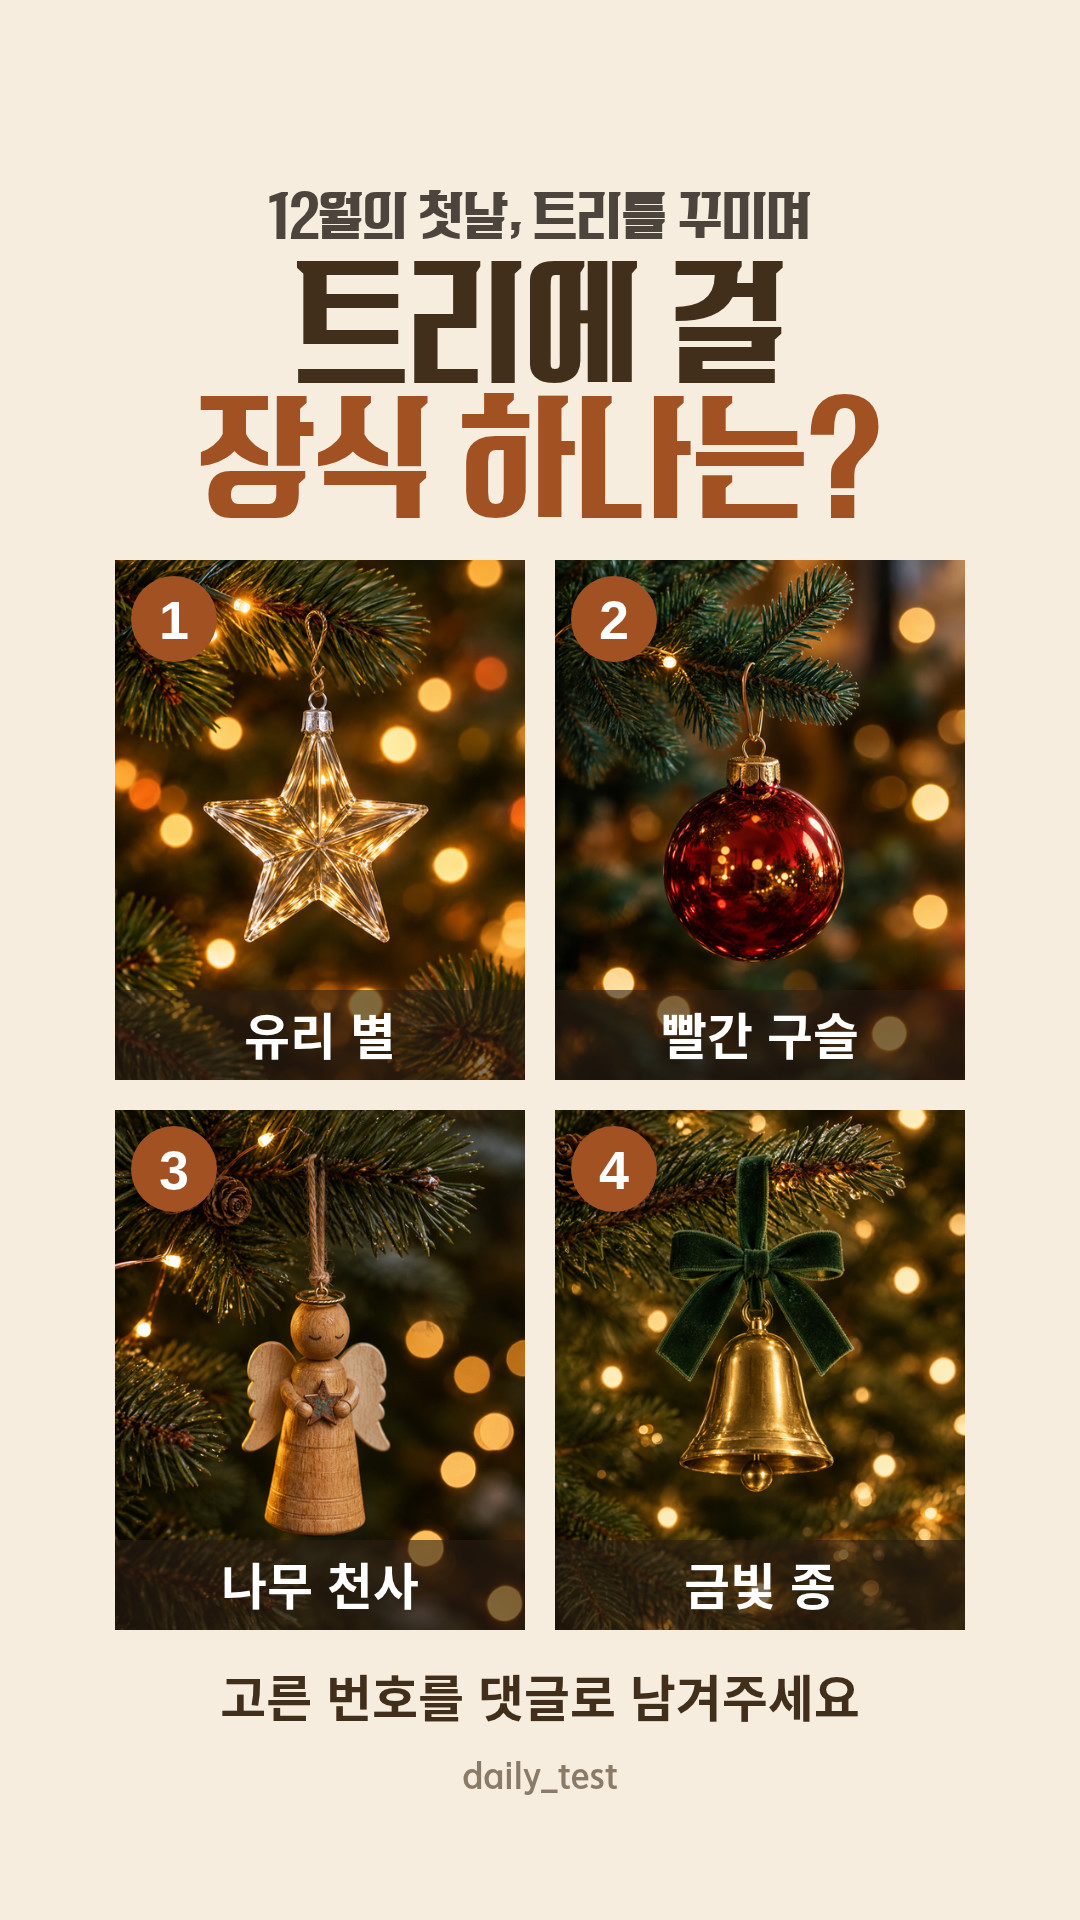 12월의 첫날, 트리를 꾸미며
트리에 걸
장식 하나는?
1
2
유리 별
빨간 구슬
3
4
나무 천사
금빛 종
고른 번호를 댓글로 남겨주세요
daily_test